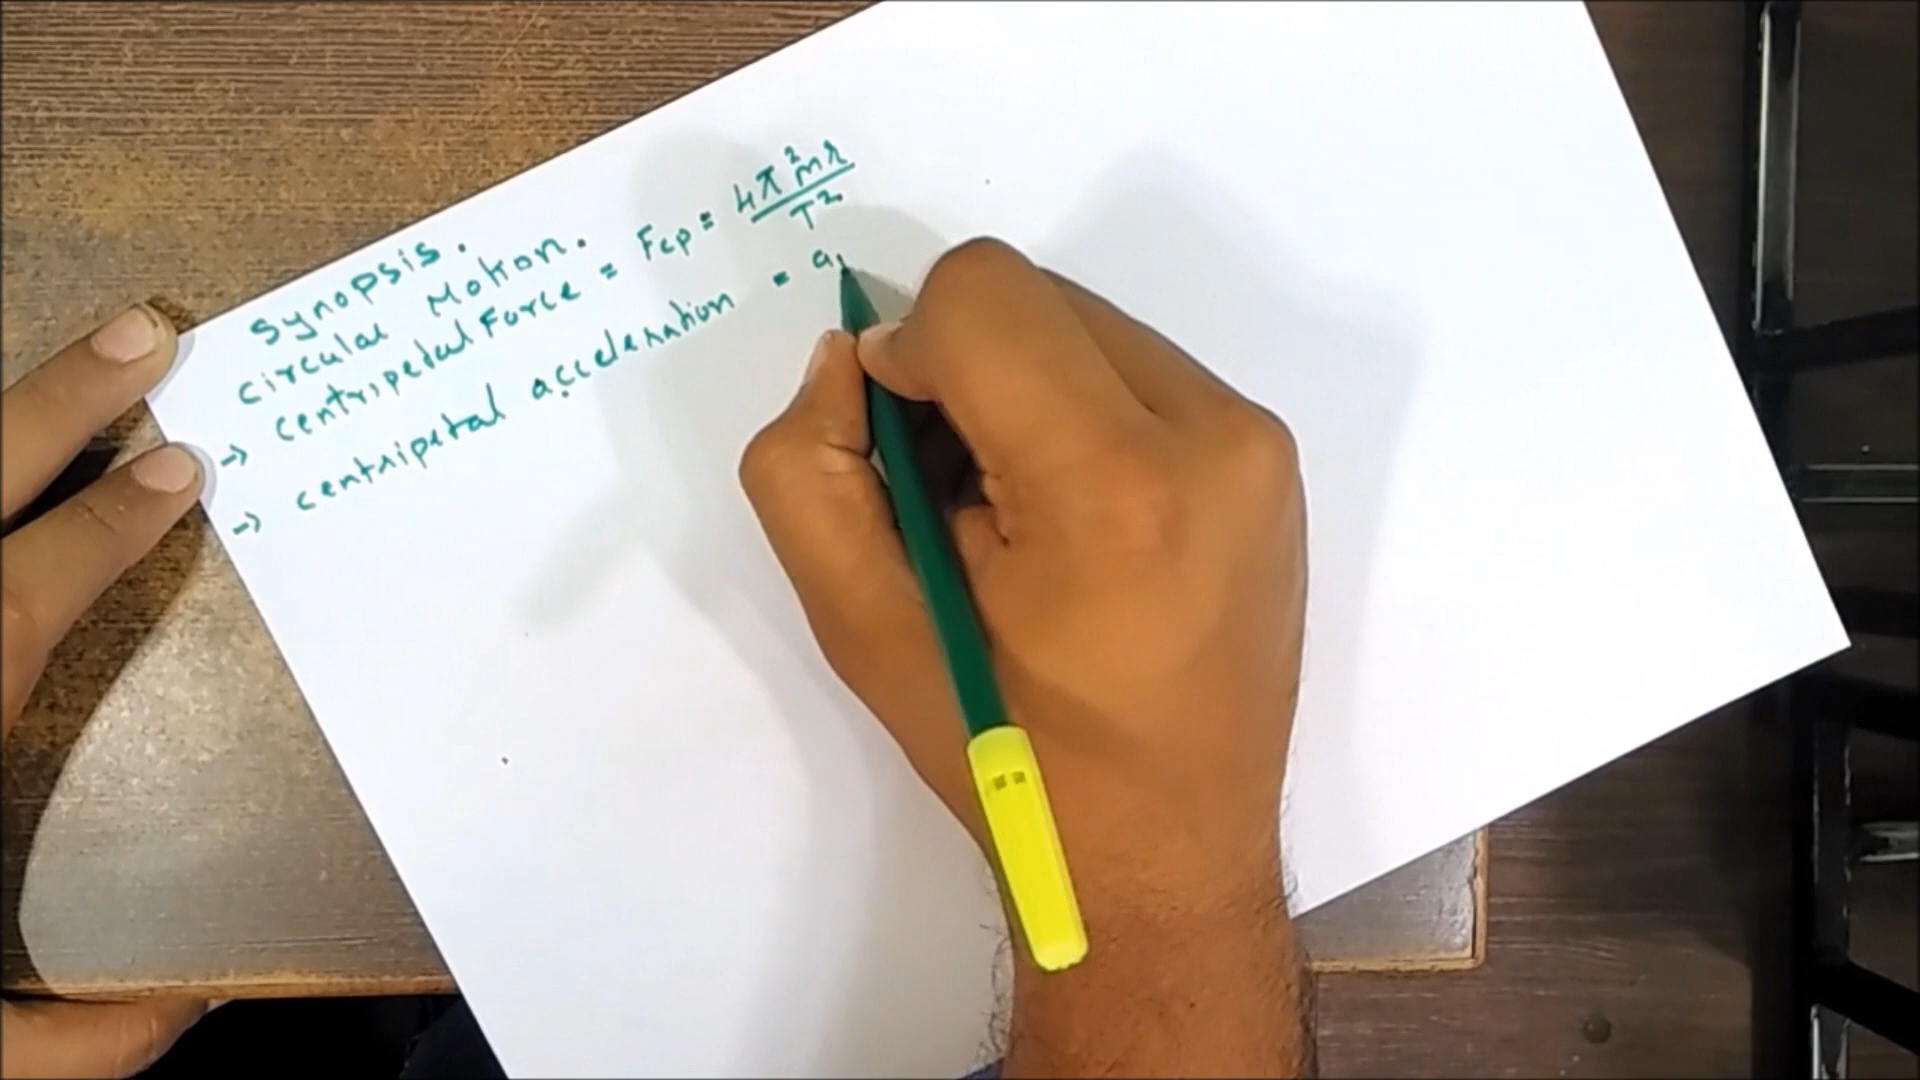 Synopsis.
circular Motion.
→ centripetal Force = Fcp = 4π²mr/T²
→ centripetal acceleration = a